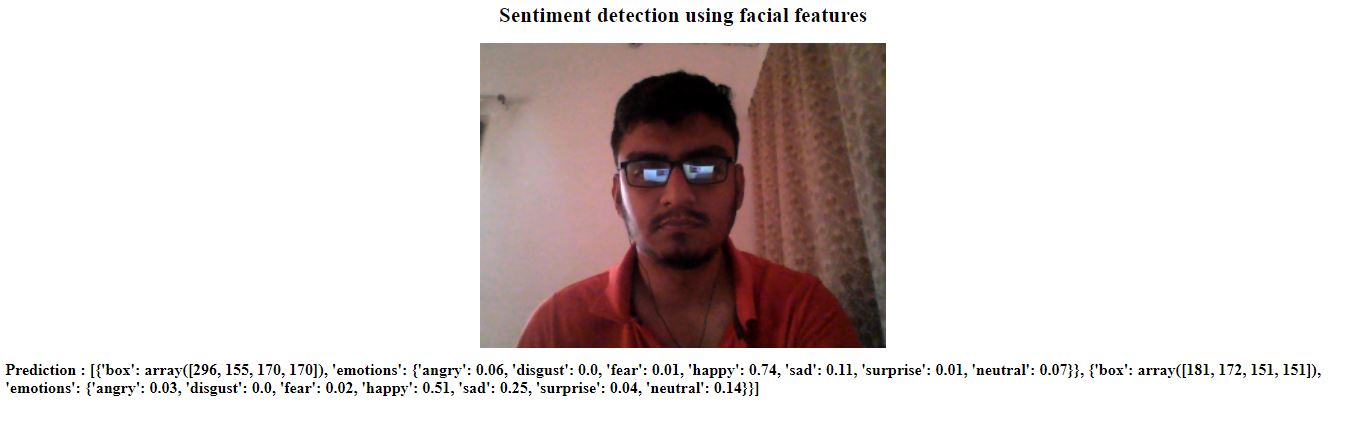 Sentiment detection using facial features
Prediction : [{'box': array([296, 155, 170, 170]), 'emotions': {'angry': 0.06, 'disgust': 0.0, 'fear': 0.01, 'happy': 0.74, 'sad': 0.11, 'surprise': 0.01, 'neutral': 0.07}}, {'box': array([181, 172, 151, 151]),
'emotions': {'angry': 0.03, 'disgust': 0.0, 'fear': 0.02, 'happy': 0.51, 'sad': 0.25, 'surprise': 0.04, 'neutral': 0.14}}]